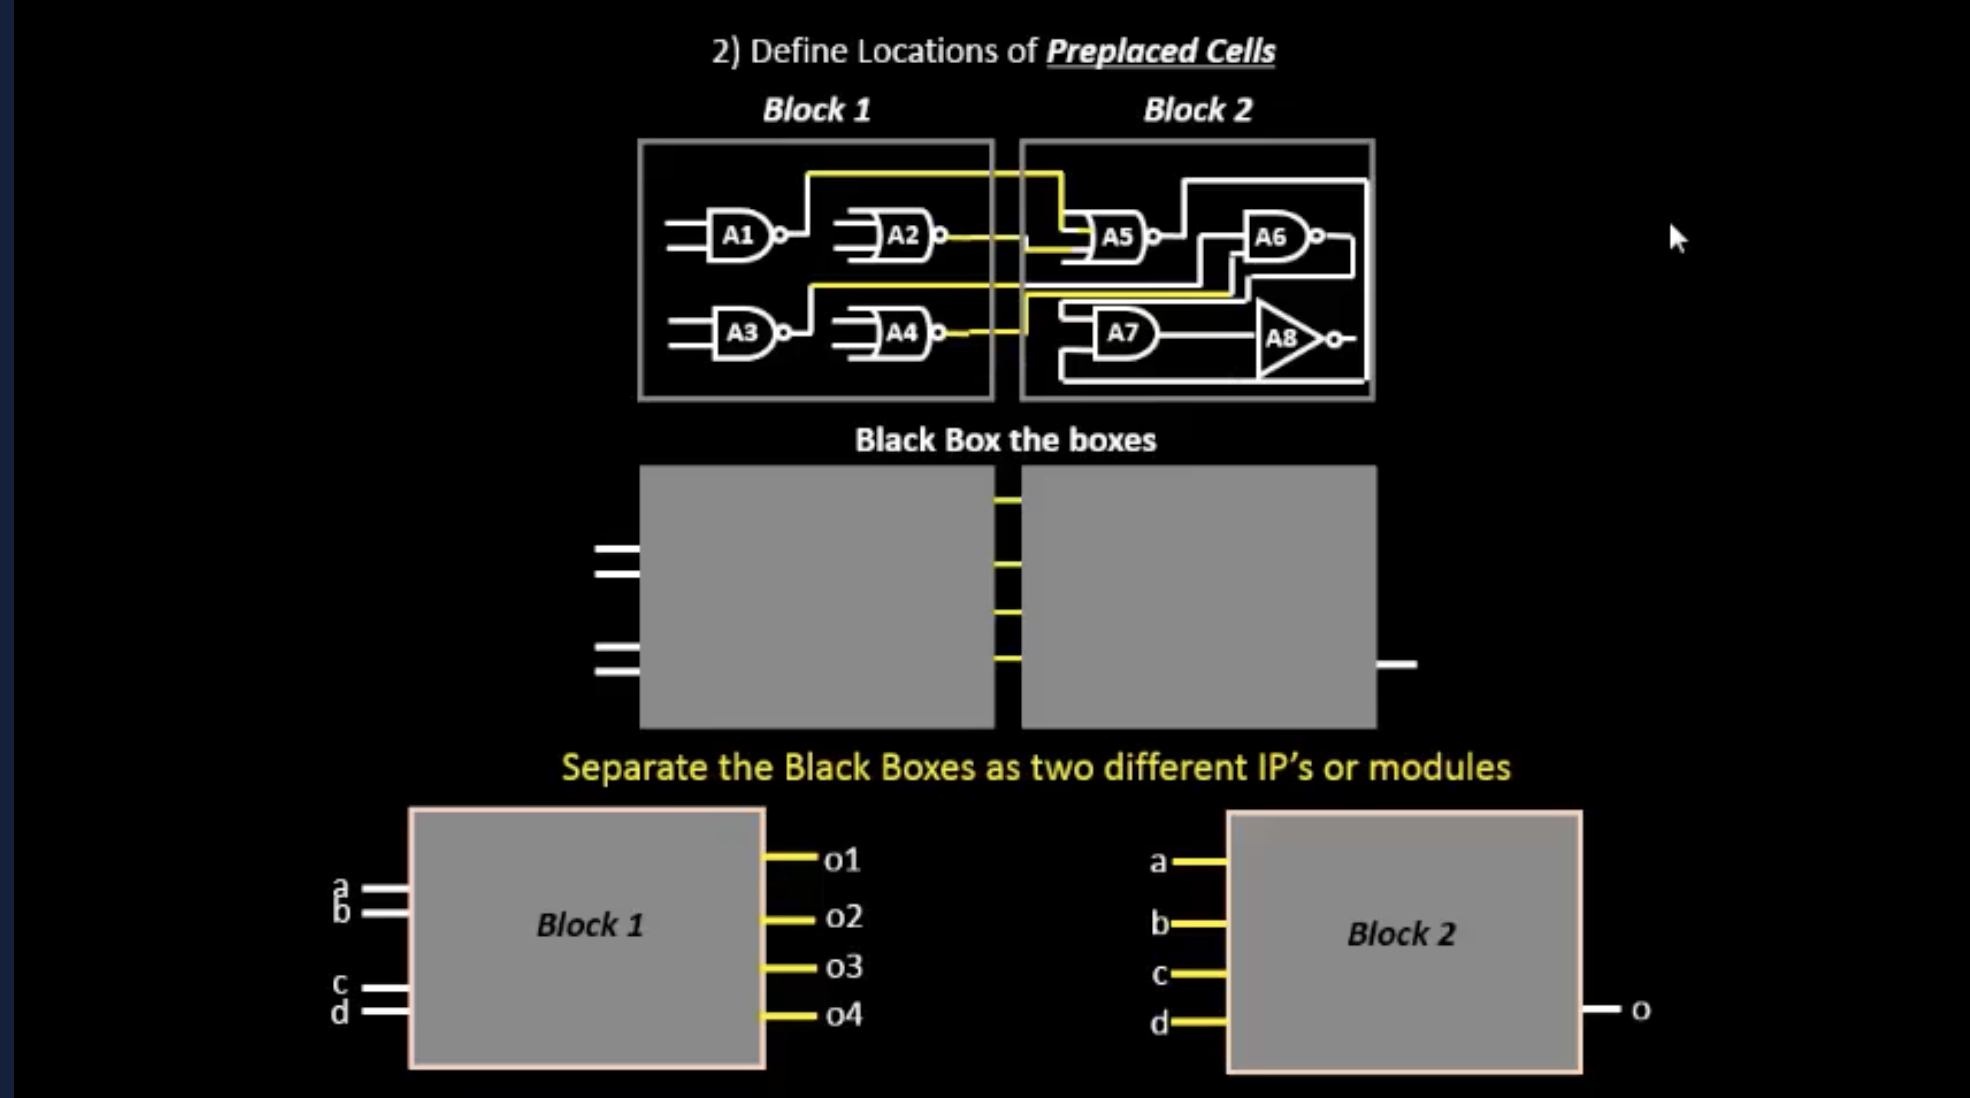 2) Define Locations of Preplaced Cells
Block 1
Block 2
A1
A2
A5
A6
A3
A4
A7
A8
Black Box the boxes
Separate the Black Boxes as two different IP's or modules
a
b
c
d
Block 1
o1
o2
o3
o4
a
b
c
d
Block 2
o